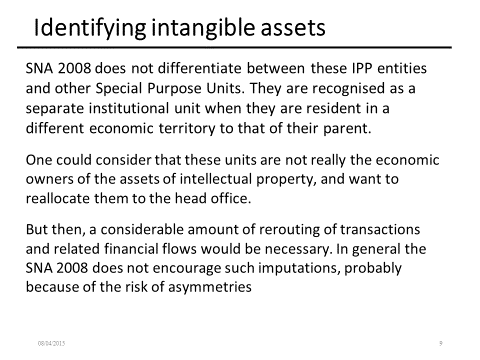 Identifying intangible assets
SNA 2008 does not differentiate between these IPP entities
and other Special Purpose Units. They are recognised as a
separate institutional unit when they are resident in a
different economic territory to that of their parent.
One could consider that these units are not really the economic
owners of the assets of intellectual property, and want to
reallocate them to the head office.
But then, a considerable amount of rerouting of transactions
and related financial flows would be necessary. In general the
SNA 2008 does not encourage such imputations, probably
because of the risk of asymmetries
08/04/2015
9